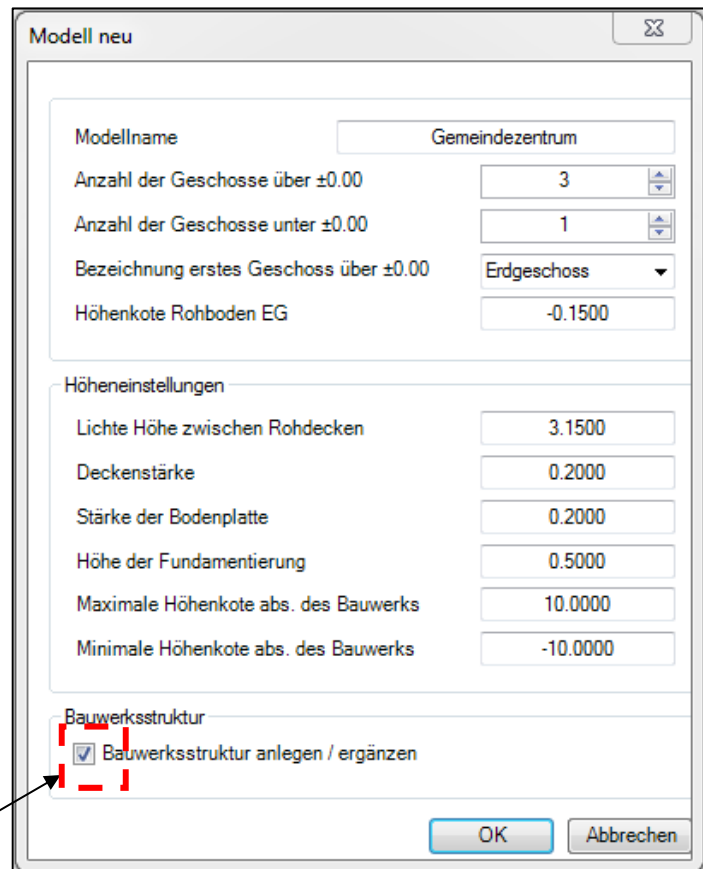 Modell neu
Modellname Gemeindezentrum
Anzahl der Geschosse über ±0.00 3
Anzahl der Geschosse unter ±0.00 1
Bezeichnung erstes Geschoss über ±0.00 Erdgeschoss
Höhenkote Rohboden EG -0.1500
Höheneinstellungen
Lichte Höhe zwischen Rohdecken 3.1500
Deckenstärke 0.2000
Stärke der Bodenplatte 0.2000
Höhe der Fundamentierung 0.5000
Maximale Höhenkote abs. des Bauwerks 10.0000
Minimale Höhenkote abs. des Bauwerks -10.0000
Bauwerksstruktur
Bauwerksstruktur anlegen / ergänzen
OK Abbrechen